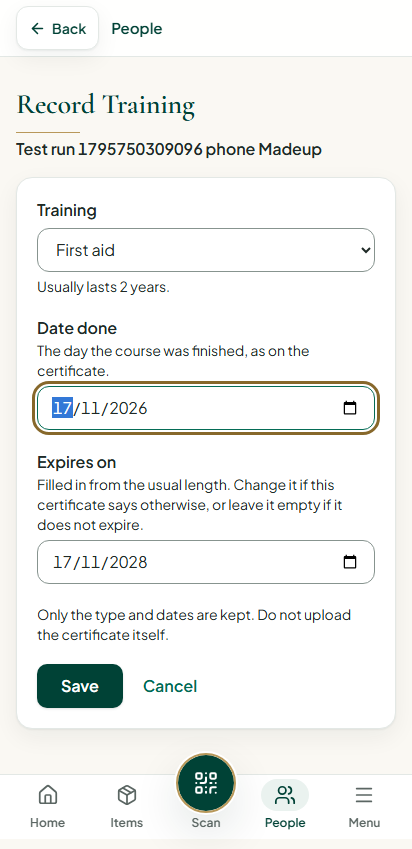 Back
People
Record Training
Test run 1795750309096 phone Madeup
Training
First aid
Usually lasts 2 years.
Date done
The day the course was finished, as on the
certificate.
17/11/2026
Expires on
Filled in from the usual length. Change it if this
certificate says otherwise, or leave it empty if it
does not expire.
17/11/2028
Only the type and dates are kept. Do not upload
the certificate itself.
Save
Cancel
Home
Items
Scan
People
Menu